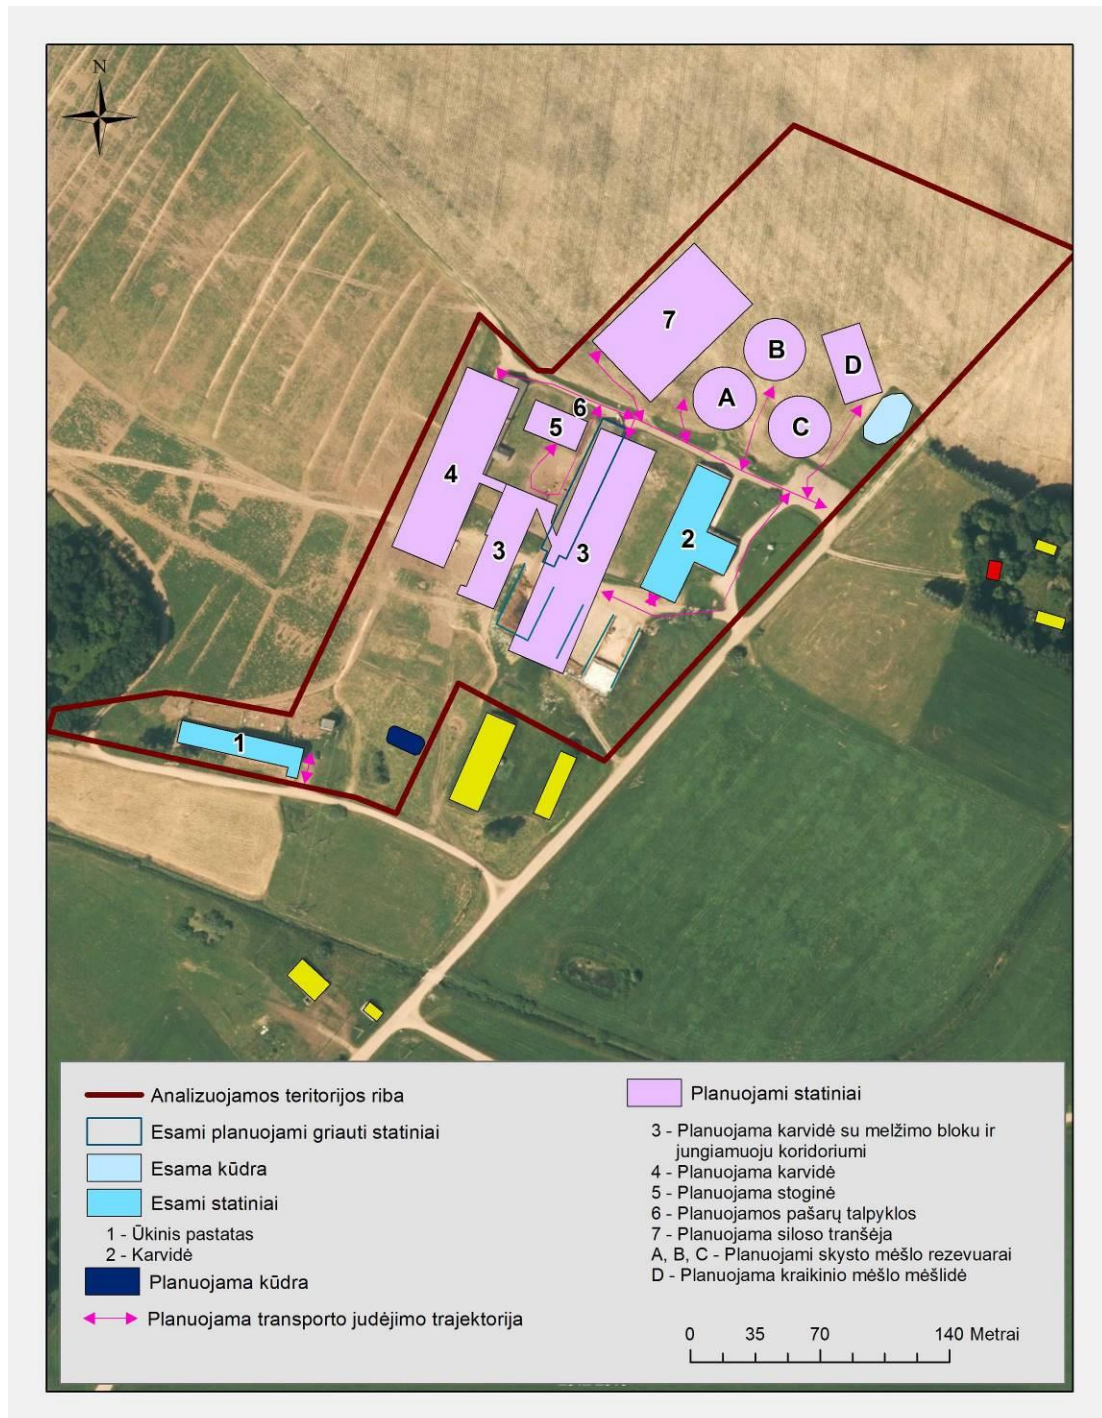 N
7
B
D
A
C
6
5
4
3
3
2
1
Analizuojamos teritorijos riba
Esami planuojami griauti statiniai
Esama kūdra
Esami statiniai
1 - Ūkinis pastatas
2 - Karvidė
Planuojama kūdra
Planuojama transporto judėjimo trajektorija
Planuojami statiniai
3 - Planuojama karvidė su melžimo bloku ir
jungiamuoju koridoriumi
4 - Planuojama karvidė
5 - Planuojama stoginė
6 - Planuojamos pašarų talpyklos
7 - Planuojama siloso tranšėja
A, B, C - Planuojami skysto mėšlo rezevuarai
D - Planuojama kraikinio mėšlo mėšlidė
0 35 70 140 Metrai